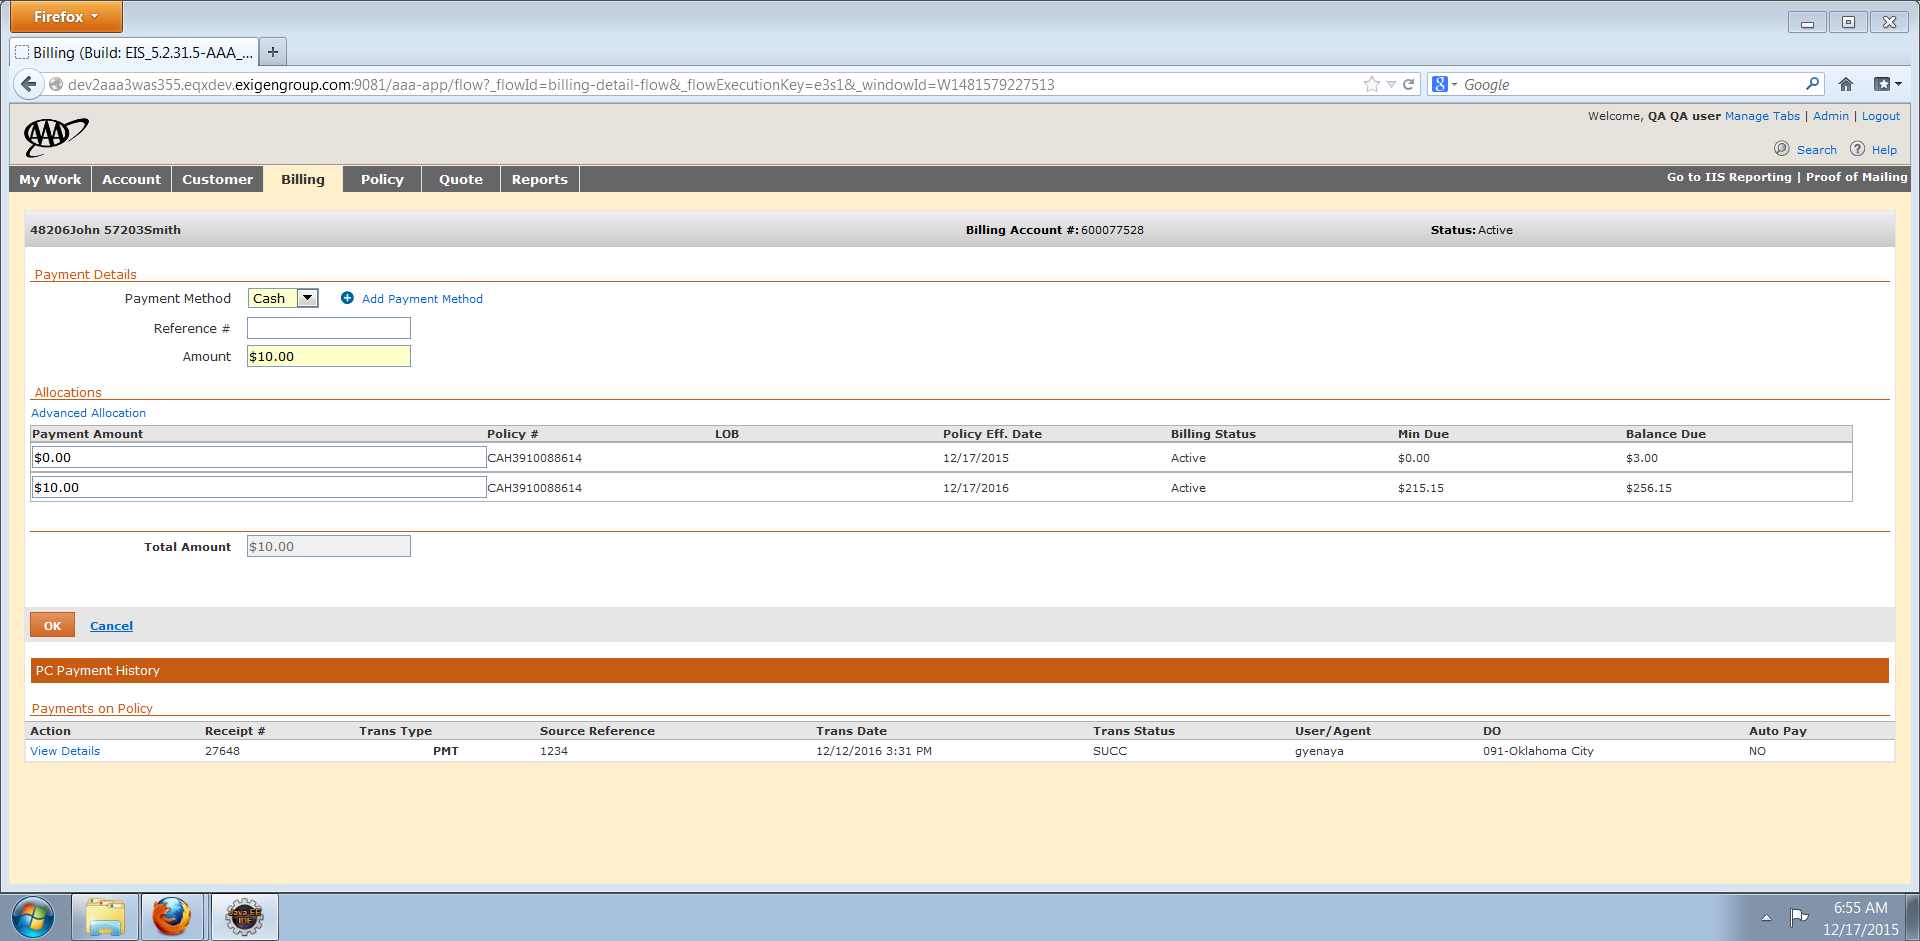 Firefox
Billing (Build: EIS_5.2.31.5-AAA_...
dev2aaa3was355.eqxdev.exigengroup.com:9081/aaa-app/flow?_flowId=billing-detail-flow&_flowExecutionKey=e3s1&_windowId=W1481579227513
Google
AAA
Welcome, QA QA user Manage Tabs | Admin | Logout
Search Help
My Work Account Customer Billing Policy Quote Reports
Go to IIS Reporting | Proof of Mailing
48206John 57203Smith Billing Account #: 600077528 Status: Active
Payment Details
Payment Method Cash Add Payment Method
Reference #
Amount $10.00
Allocations
Advanced Allocation
Payment Amount Policy # LOB Policy Eff. Date Billing Status Min Due Balance Due
$0.00 CAH3910088614 12/17/2015 Active $0.00 $3.00
$10.00 CAH3910088614 12/17/2016 Active $215.15 $256.15
Total Amount $10.00
OK Cancel
PC Payment History
Payments on Policy
Action Receipt # Trans Type Source Reference Trans Date Trans Status User/Agent DO Auto Pay
View Details 27648 PMT 1234 12/12/2016 3:31 PM SUCC gyenaya 091-Oklahoma City NO
Java EE
IDE
6:55 AM
12/17/2015